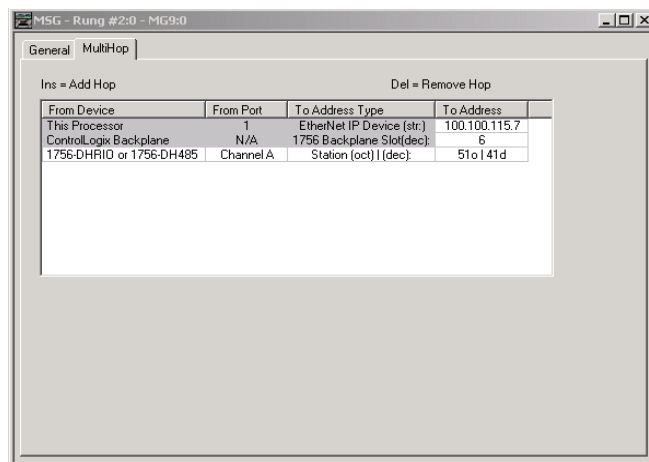 MSG - Rung #2:0 - MG9:0
General MultiHop
Ins = Add Hop Del = Remove Hop
From Device From Port To Address Type To Address
This Processor 1 EtherNet IP Device (str:) 100.100.115.7
ControlLogix Backplane N/A 1756 Backplane Slot(dec): 6
1756-DHRIO or 1756-DH485 Channel A Station (oct) | (dec): 51o | 41d